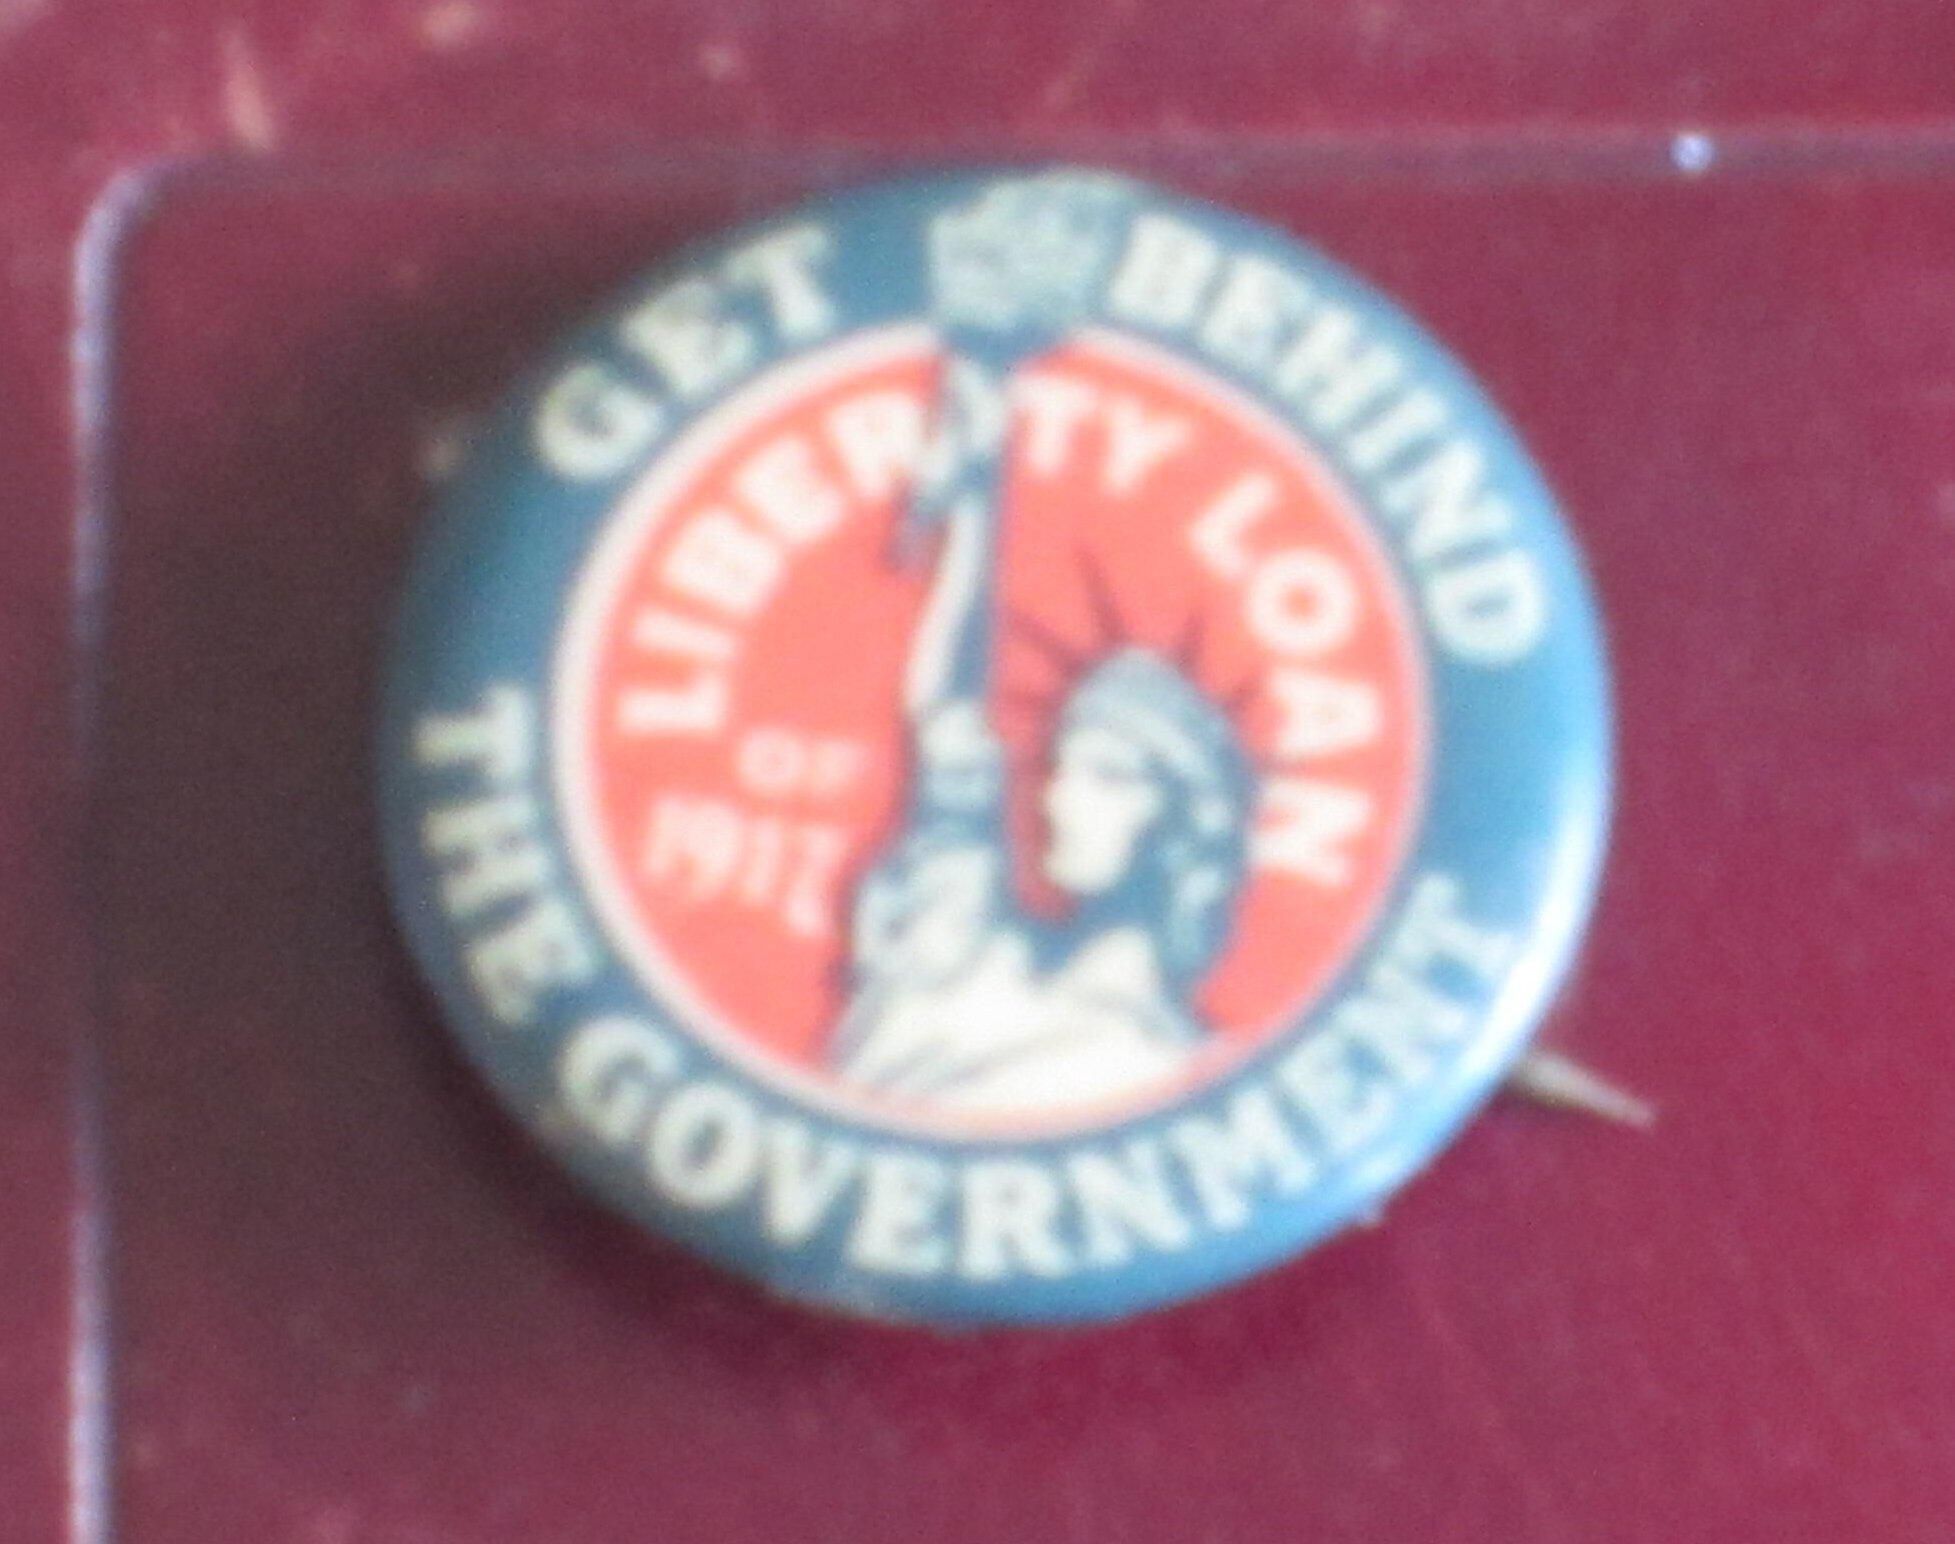 GET BEHIND
THE GOVERNMENT
LIBERTY LOAN
OF
1917